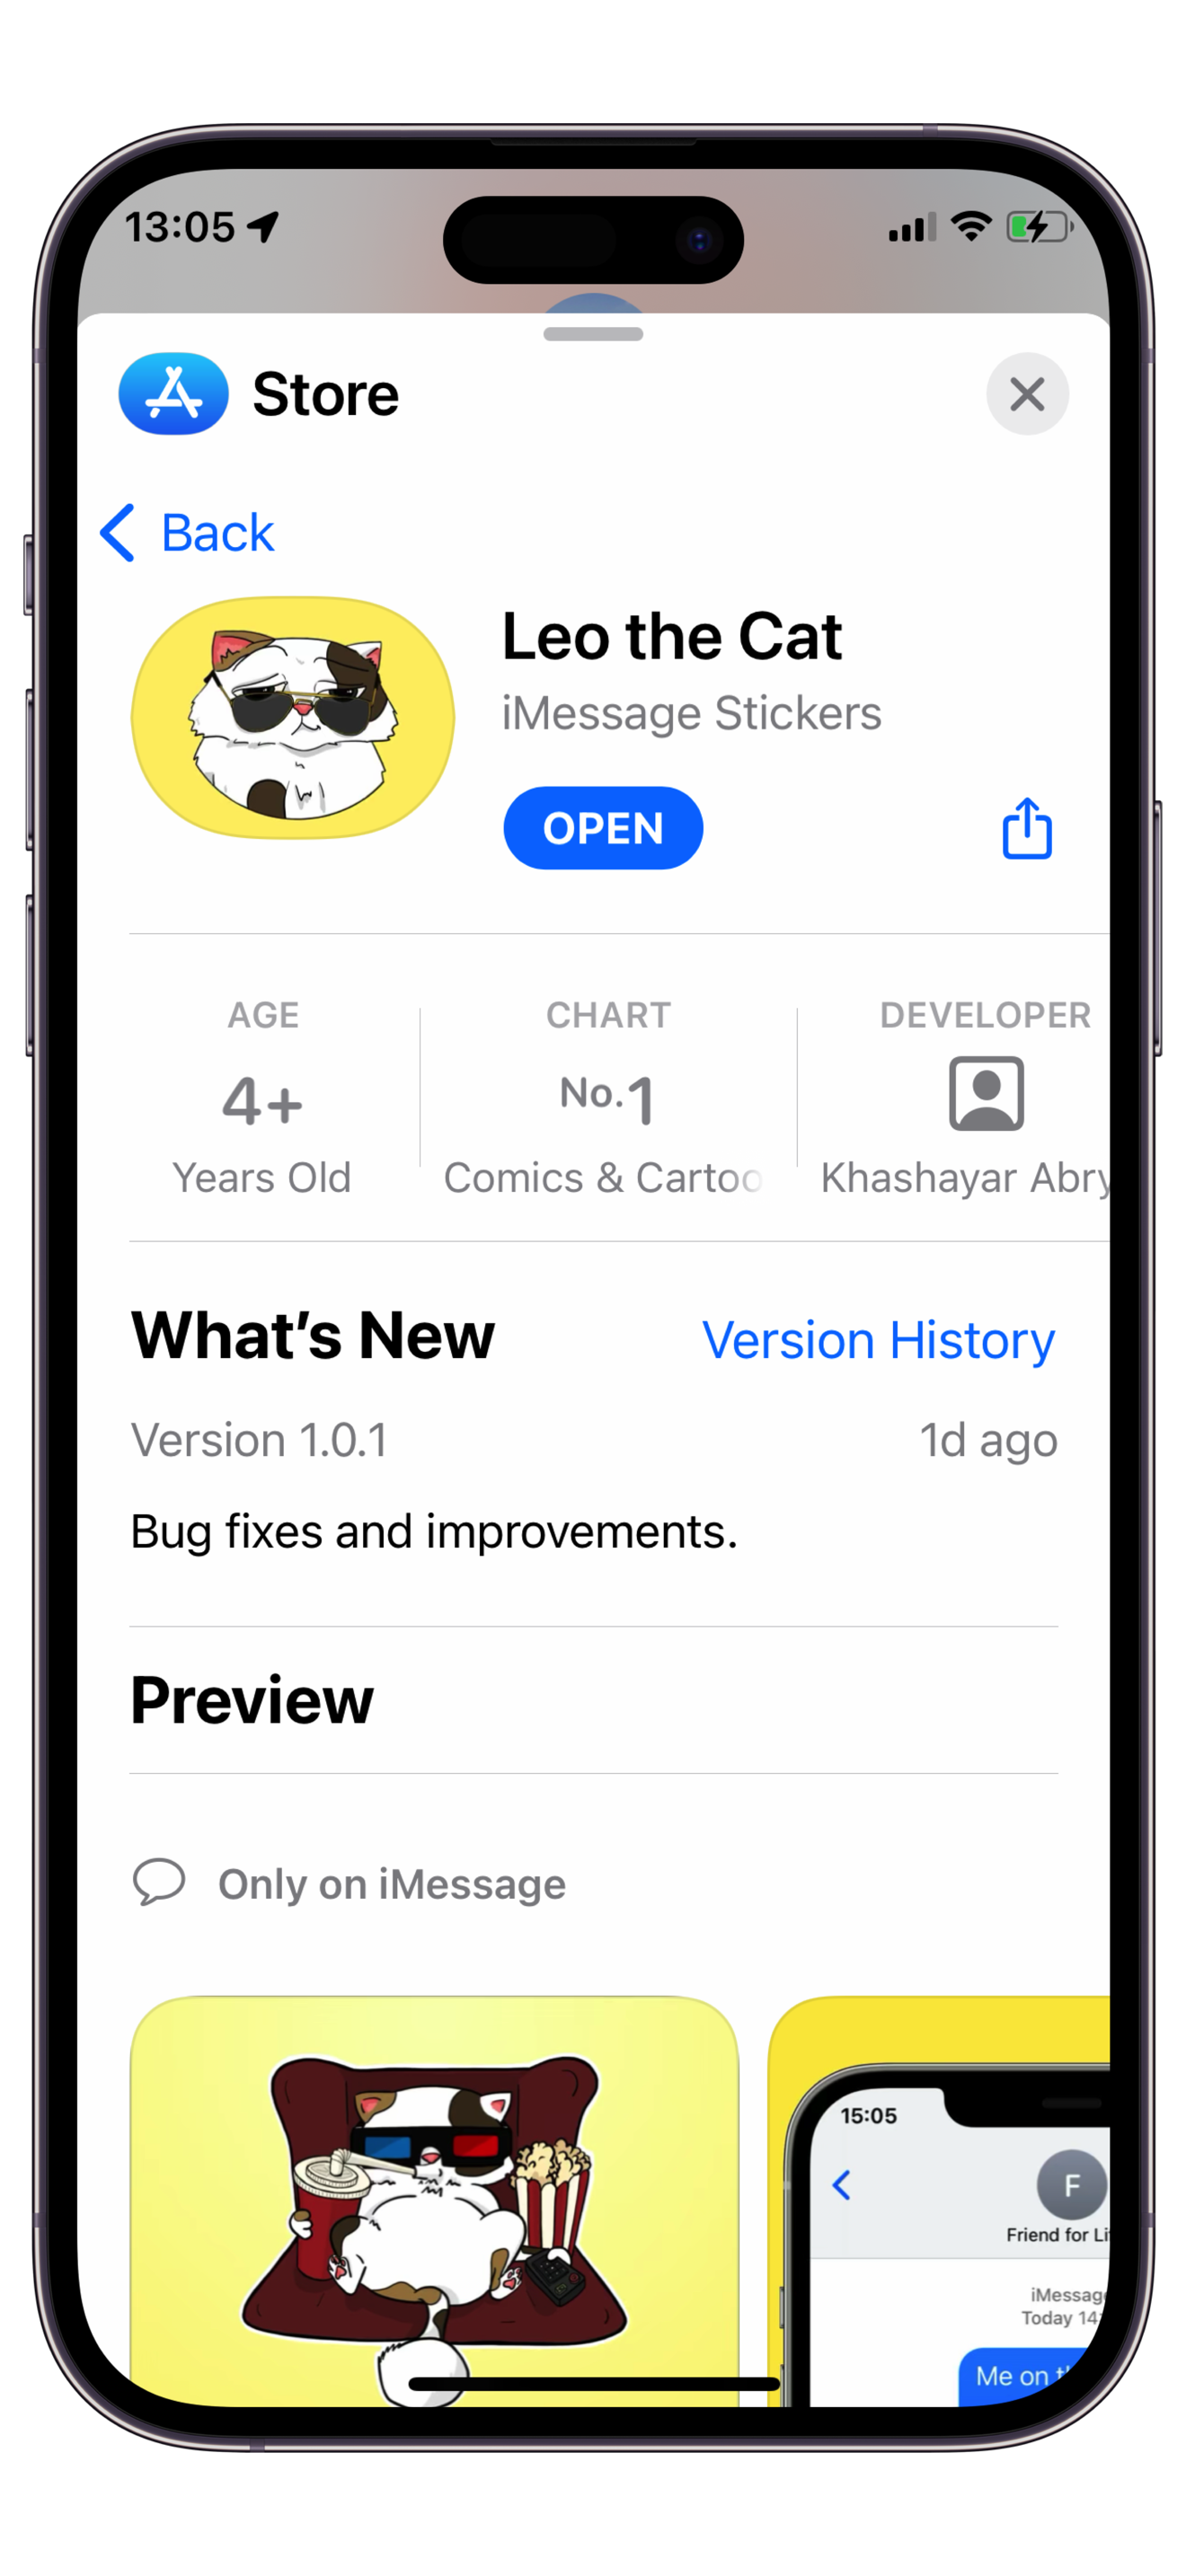 13:05
Store
Back
Leo the Cat
iMessage Stickers
OPEN
AGE
CHART
DEVELOPER
4+
No.1
Years Old
Comics & Cartoo
Khashayar Abry
What's New
Version History
Version 1.0.1
1d ago
Bug fixes and improvements.
Preview
Only on iMessage
15:05
F
Friend for Li
iMessage
Today 14:
Me on t